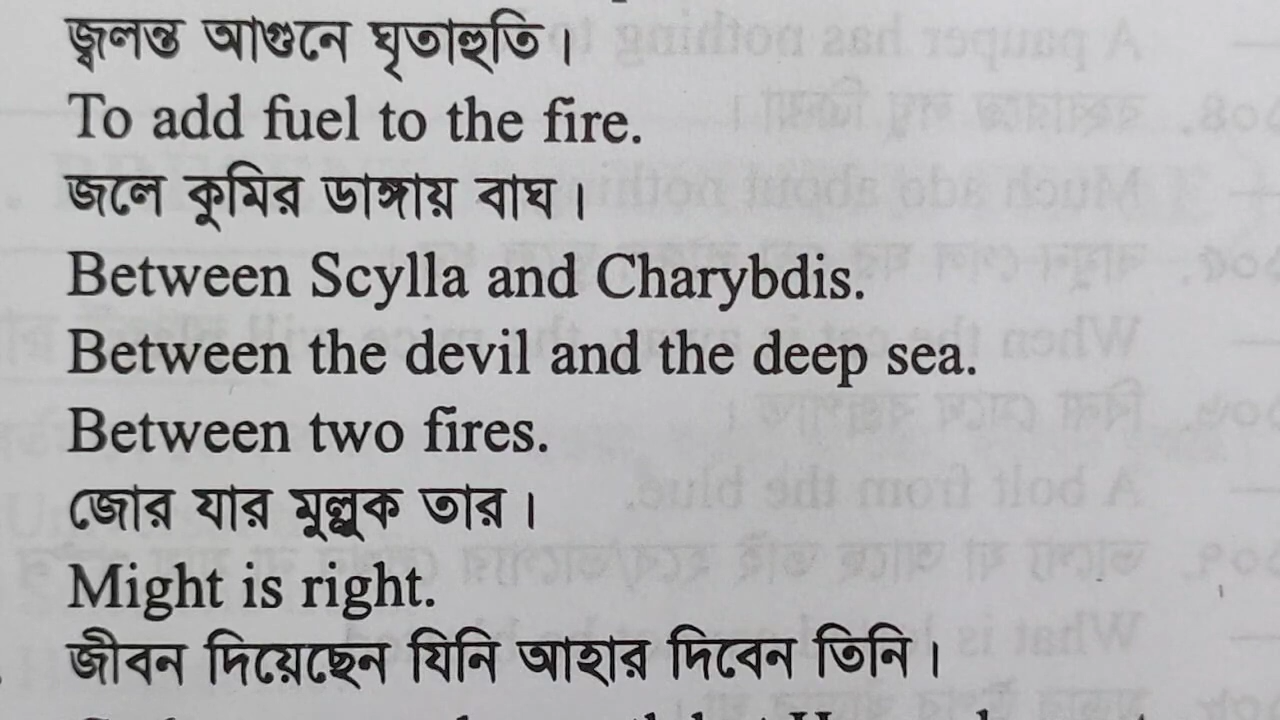 জ্বলন্ত আগুনে ঘৃতাহুতি।
To add fuel to the fire.
জলে কুমির ডাঙ্গায় বাঘ।
Between Scylla and Charybdis.
Between the devil and the deep sea.
Between two fires.
জোর যার মুল্লুক তার।
Might is right.
জীবন দিয়েছেন যিনি আহার দিবেন তিনি।